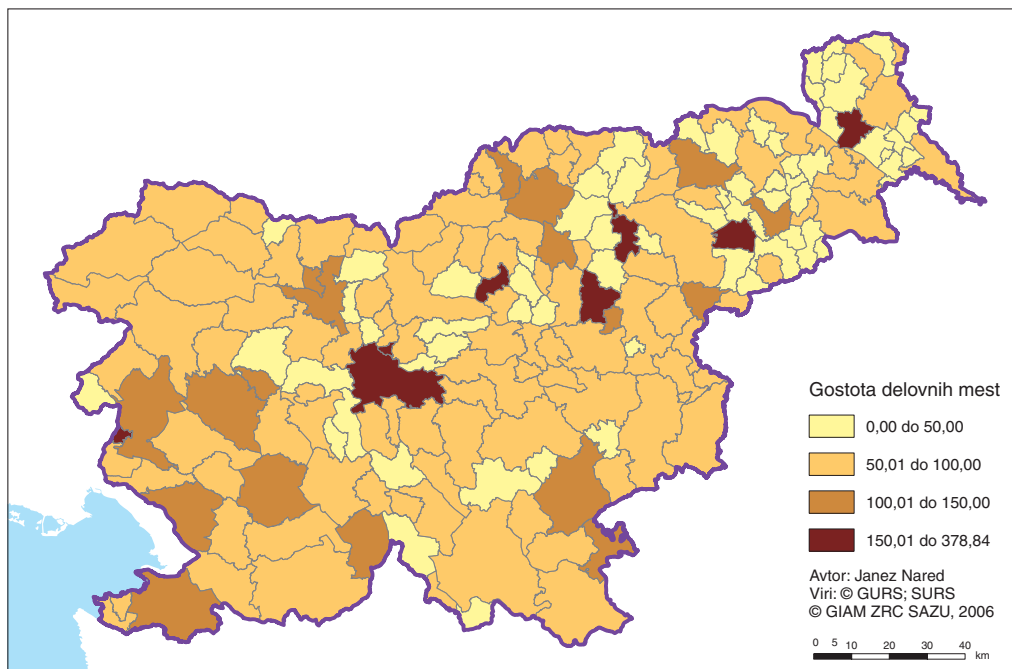 Gostota delovnih mest
0,00 do 50,00
50,01 do 100,00
100,01 do 150,00
150,01 do 378,84
Avtor: Janez Nared
Viri: © GURS; SURS
© GIAM ZRC SAZU, 2006
0 5 10 20 30 40
km